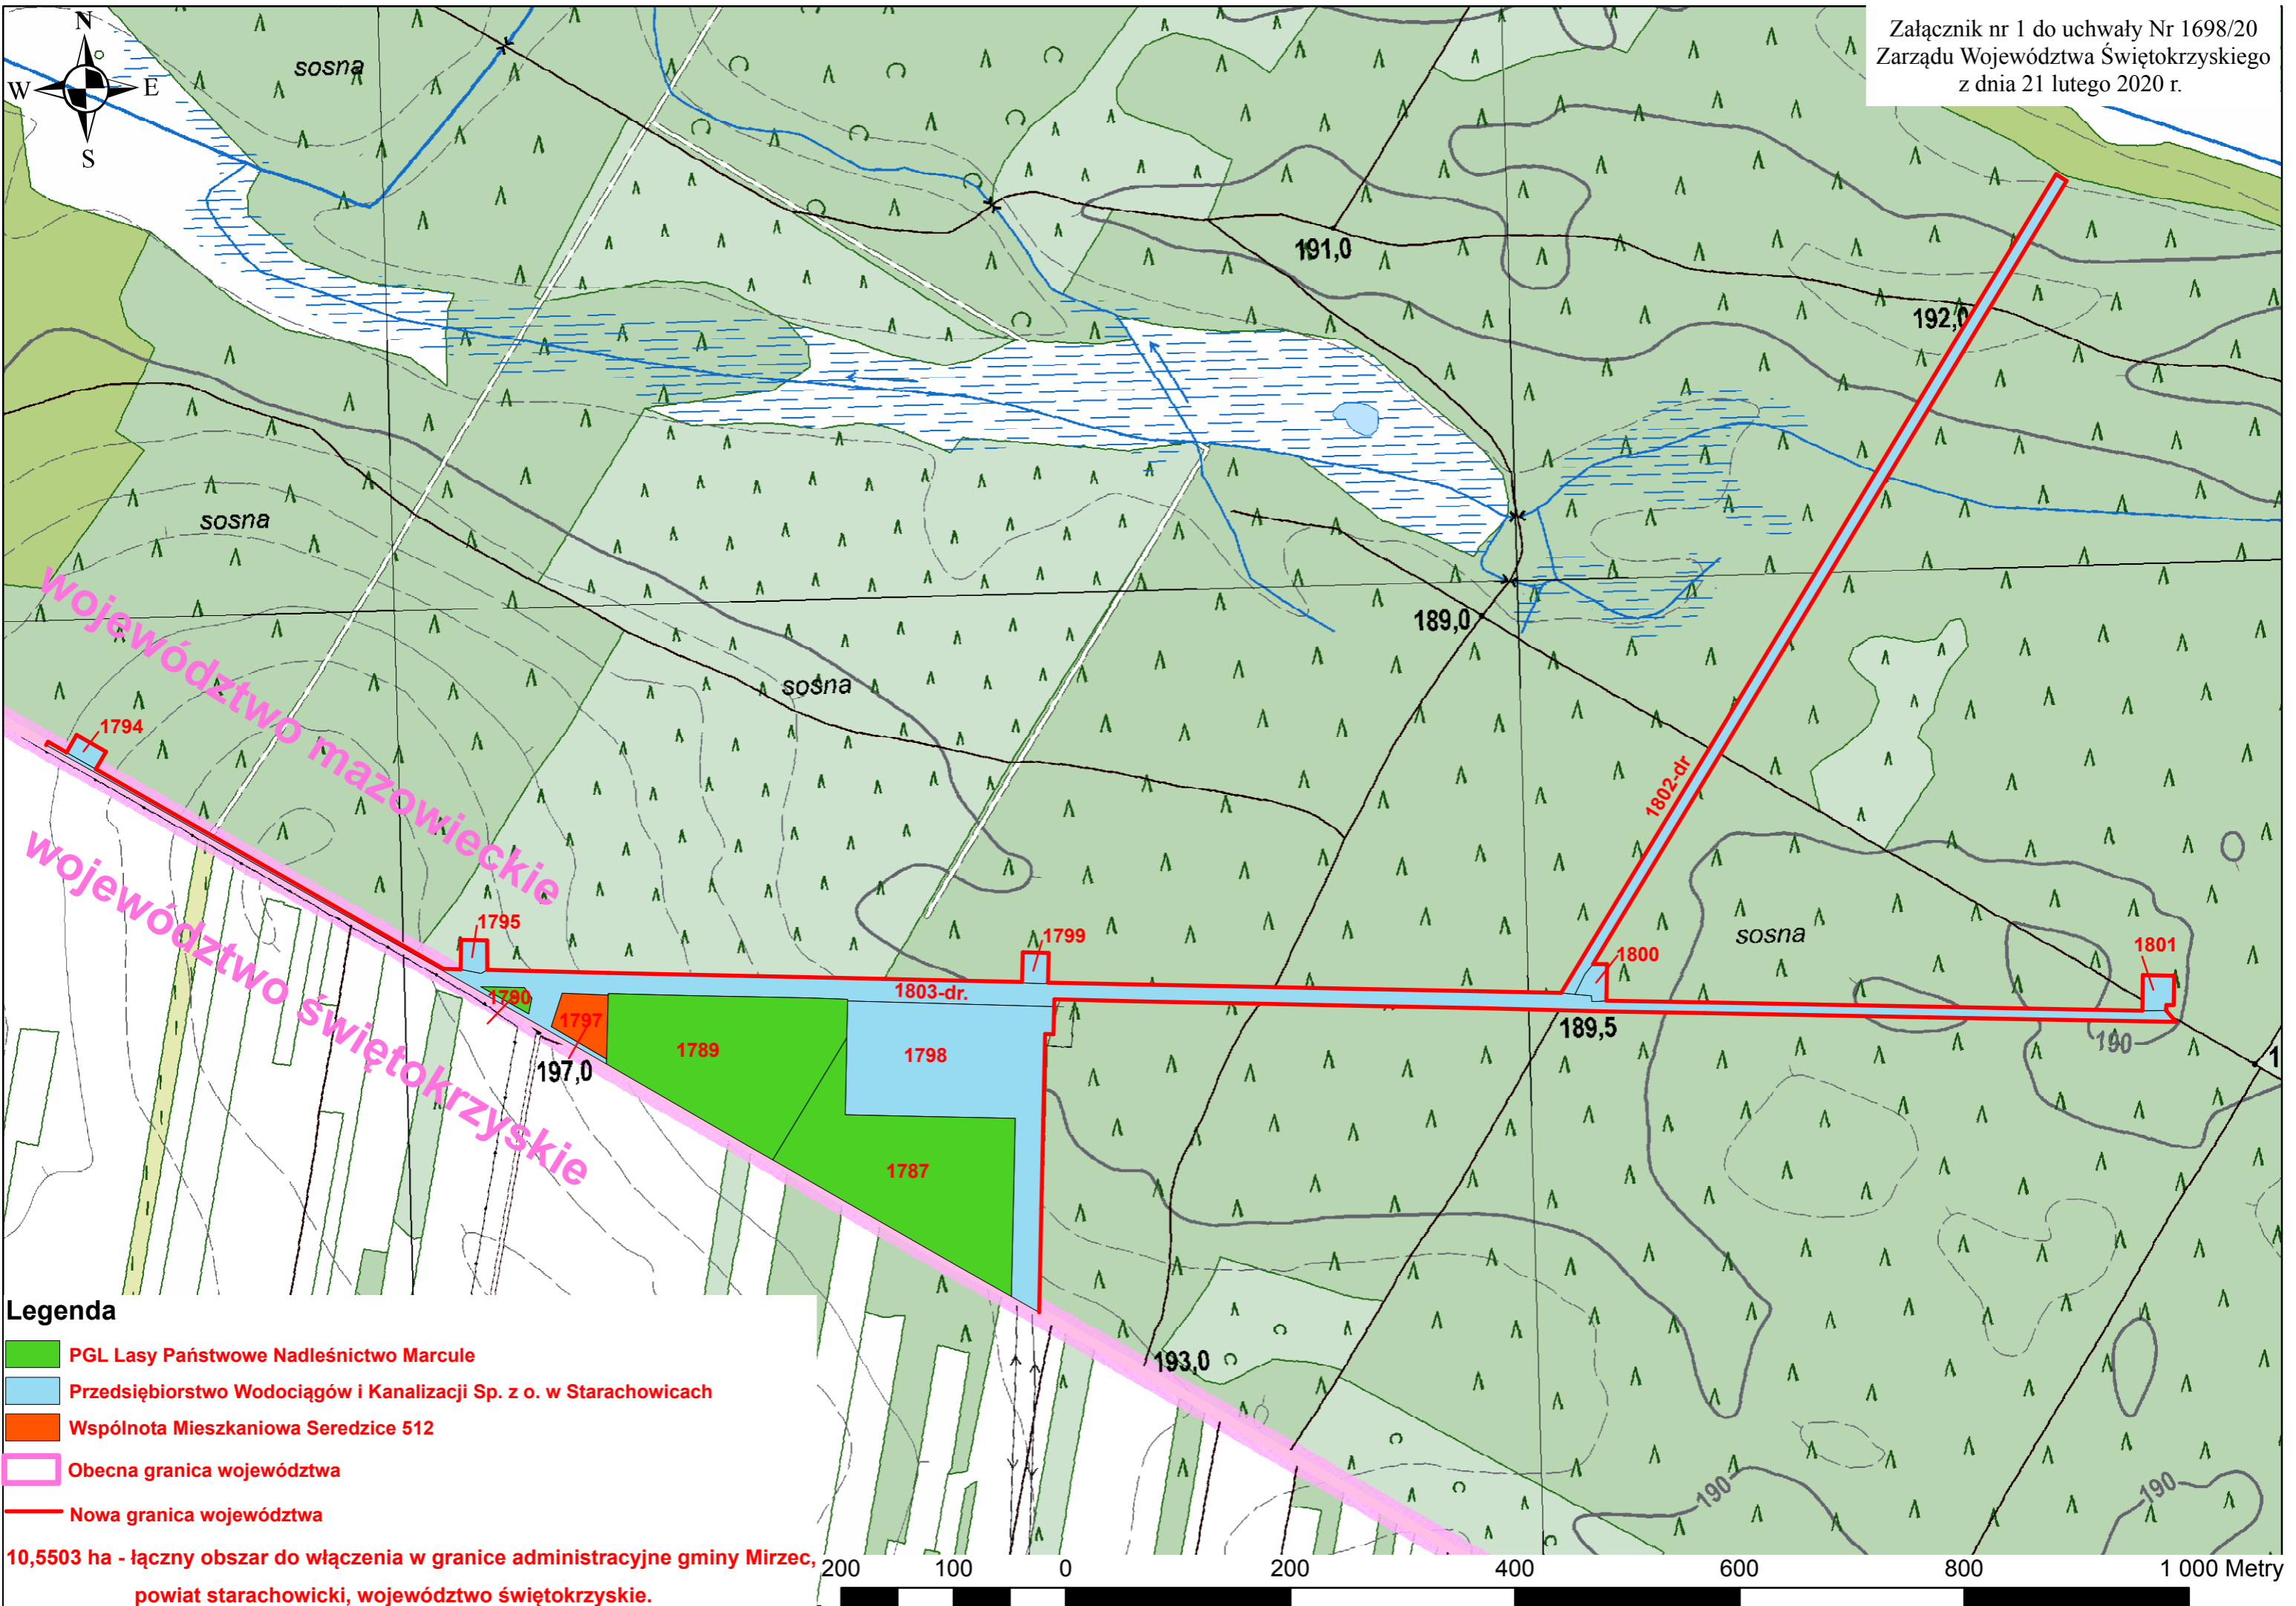 Załącznik nr 1 do uchwały Nr 1698/20
Zarządu Województwa Świętokrzyskiego
z dnia 21 lutego 2020 r.
N
W E
S
sosna
191,0
192,0
sosna
189,0
sosna
województwo mazowieckie
województwo świętokrzyskie
1794
1802-dr
1795
1799
sosna
1800
1801
1790
1803-dr.
1797
1789
1798
189,5
190
197,0
1787
193,0
190
190
1
Legenda
PGL Lasy Państwowe Nadleśnictwo Marcule
Przedsiębiorstwo Wodociągów i Kanalizacji Sp. z o. w Starachowicach
Wspólnota Mieszkaniowa Seredzice 512
Obecna granica województwa
Nowa granica województwa
10,5503 ha - łączny obszar do włączenia w granice administracyjne gminy Mirzec,
powiat starachowicki, województwo świętokrzyskie.
200 100 0 200 400 600 800 1 000 Metry